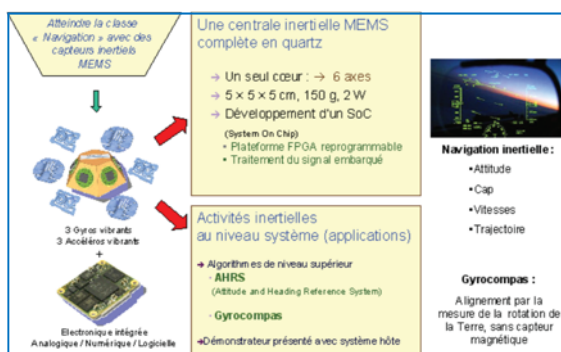 Atteindre la classe
« Navigation » avec des
capteurs inertiels
MEMS
3 Gyros vibrants
3 Accéléros vibrants
+
Electronique intégrée
Analogique / Numérique / Logicielle
Une centrale inertielle MEMS
complète en quartz
→ Un seul cœur : → 6 axes
→ 5 × 5 × 5 cm, 150 g, 2 W
→ Développement d'un SoC
(System On Chip)
• Plateforme FPGA reprogrammable
• Traitement du signal embarqué
Activités inertielles
au niveau système (applications)
→ Algorithmes de niveau supérieur
· AHRS
(Attitude and Heading Reference System)
· Gyrocompas
→Démonstrateur présenté avec système hôte
Navigation inertielle :
•Attitude
•Cap
•Vitesses
•Trajectoire
Gyrocompas :
Alignement par la
mesure de la rotation de
la Terre, sans capteur
magnétique